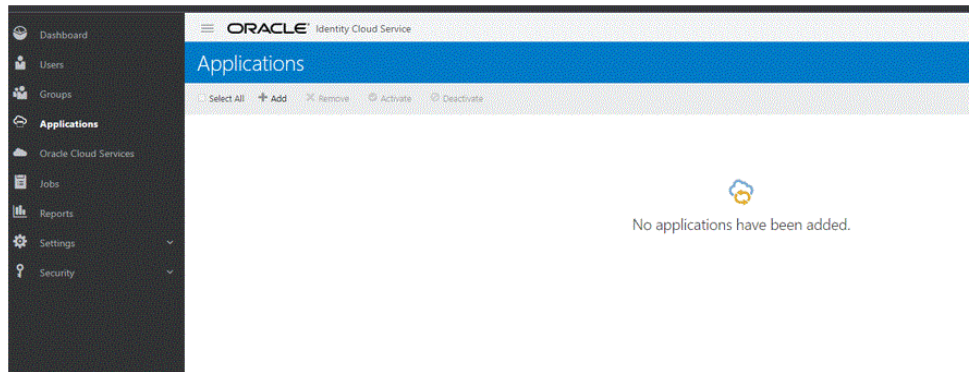 Dashboard
Users
Groups
Applications
Oracle Cloud Services
Jobs
Reports
Settings
Security
ORACLE Identity Cloud Service
Applications
Select All Add Remove Activate Deactivate
No applications have been added.